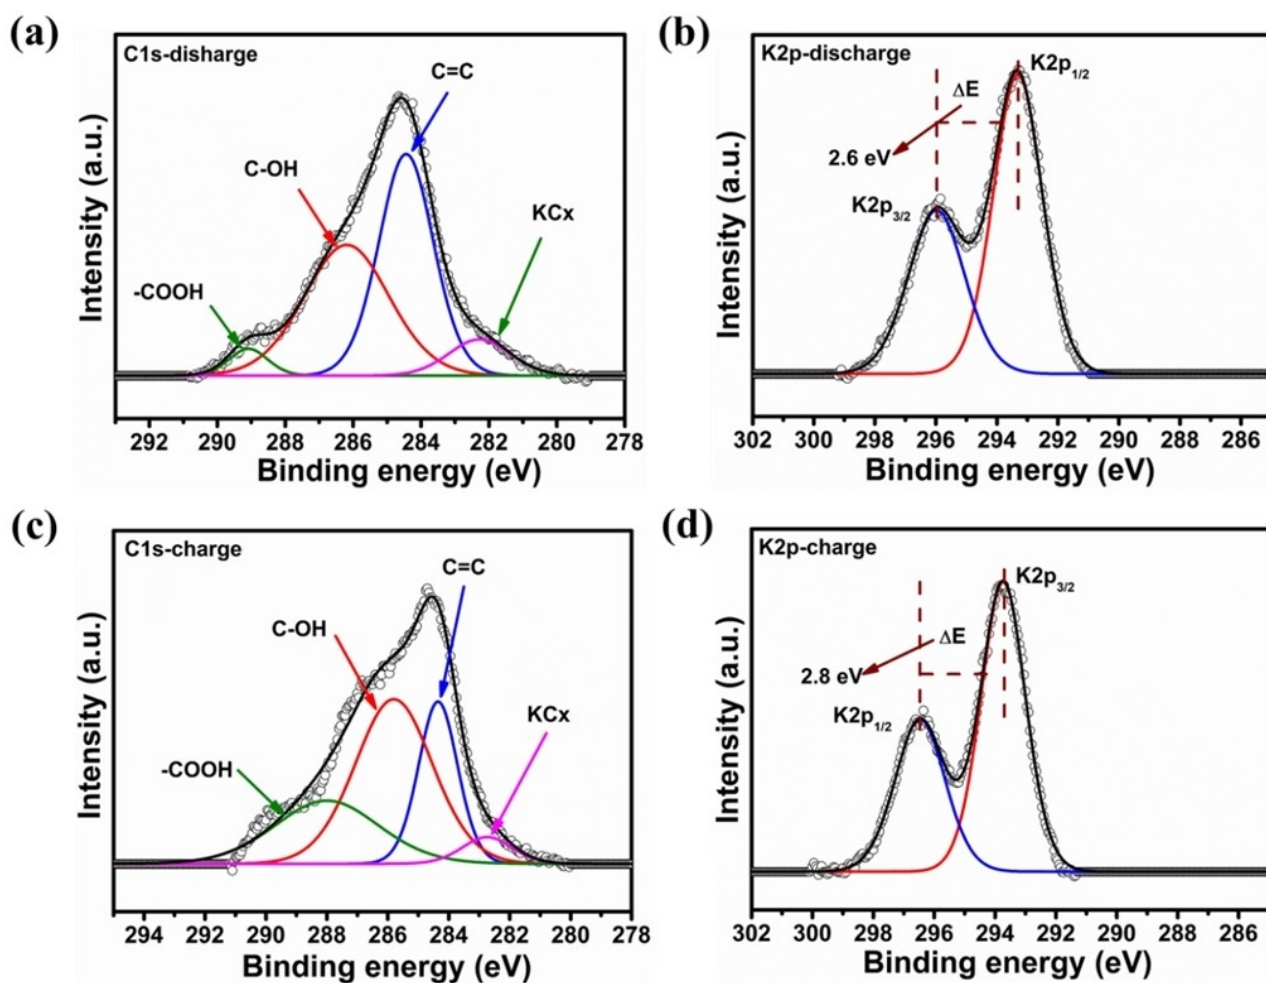 (a)
C1s-disharge
C=C
C-OH
KCx
-COOH
Intensity (a.u.)
292 290 288 286 284 282 280 278
Binding energy (eV)
(b)
K2p-discharge
K2p1/2
ΔE
2.6 eV
K2p3/2
Intensity (a.u.)
302 300 298 296 294 292 290 288 286
Binding energy (eV)
(c)
C1s-charge
C=C
C-OH
KCx
-COOH
Intensity (a.u.)
294 292 290 288 286 284 282 280 278
Binding energy (eV)
(d)
K2p-charge
K2p3/2
ΔE
2.8 eV
K2p1/2
Intensity (a.u.)
302 300 298 296 294 292 290 288 286
Binding energy (eV)